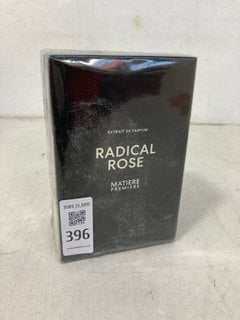 EXTRAIT DE PARFUM
RADICAL
ROSE
MATIERE
PREMIERE
396